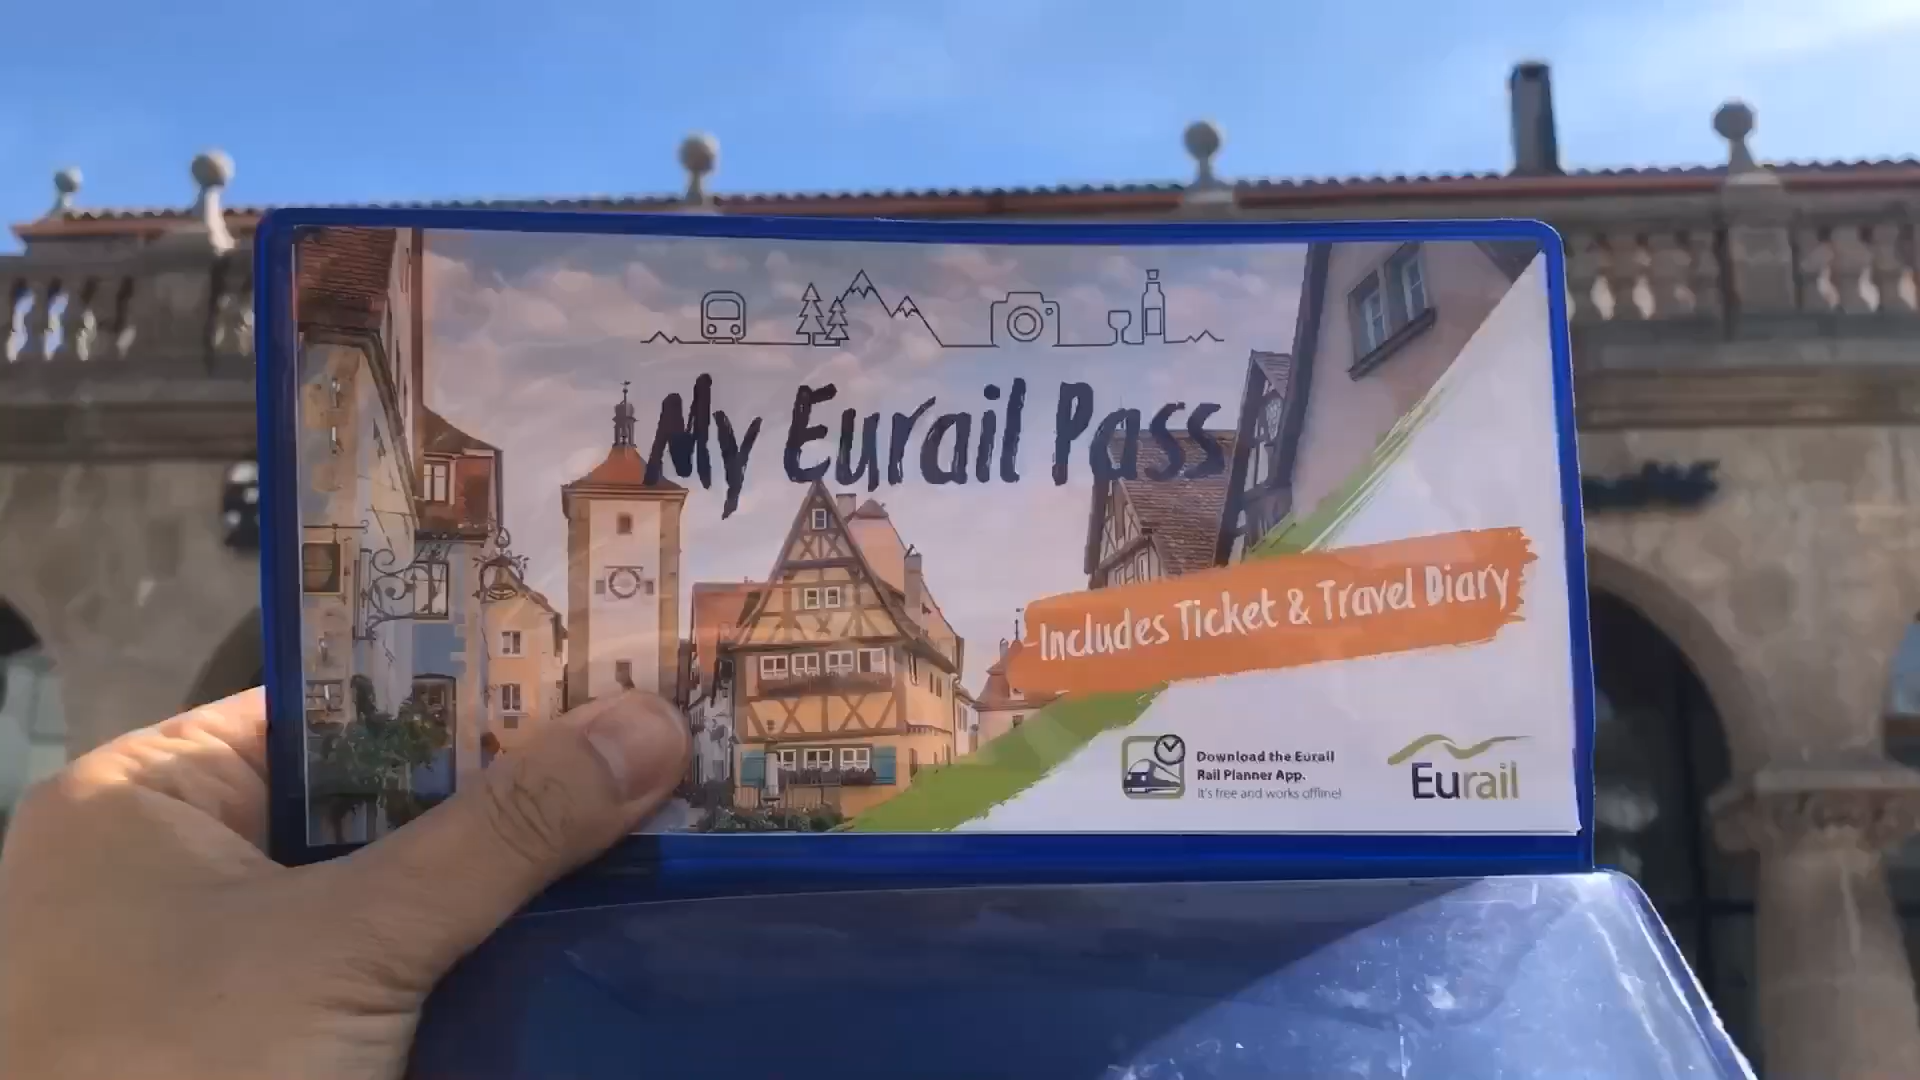 My Eurail Pass
Includes Ticket & Travel Diary
Download the Eurail
Rail Planner App.
It's free and works offline!
Eurail